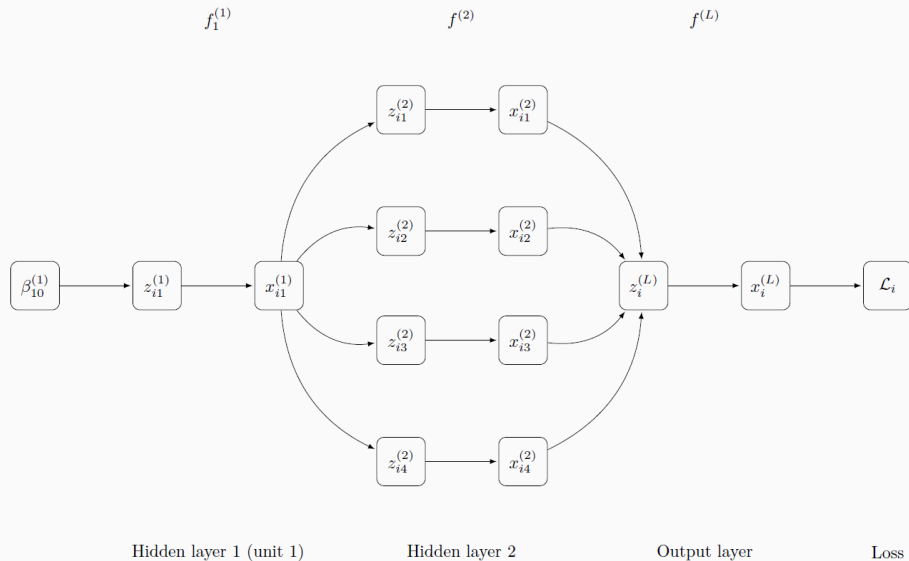 f_1^{(1)} f^{(2)} f^{(L)}
z_{i1}^{(2)} x_{i1}^{(2)}
z_{i2}^{(2)} x_{i2}^{(2)}
β_{10}^{(1)} z_{i1}^{(1)} x_{i1}^{(1)} z_i^{(L)} x_i^{(L)} ℒ_i
z_{i3}^{(2)} x_{i3}^{(2)}
z_{i4}^{(2)} x_{i4}^{(2)}
Hidden layer 1 (unit 1) Hidden layer 2 Output layer Loss